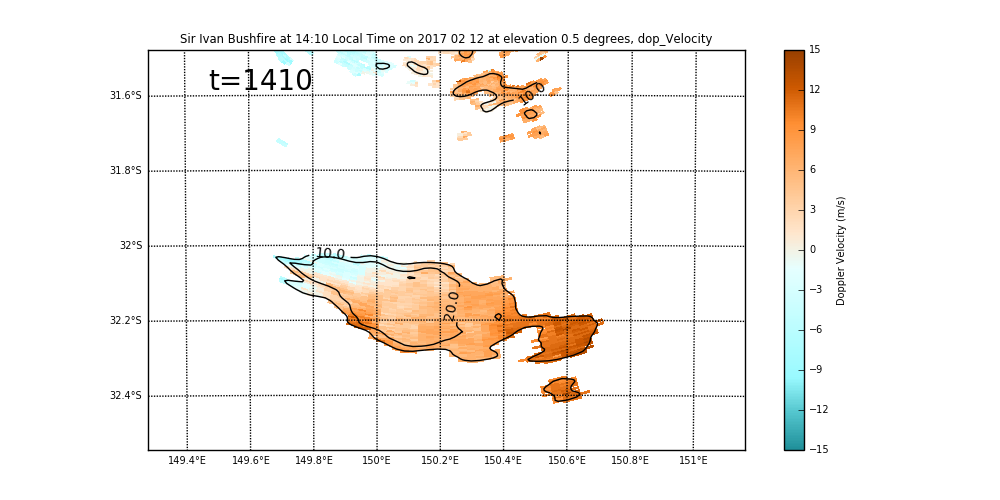 Sir Ivan Bushfire at 14:10 Local Time on 2017 02 12 at elevation 0.5 degrees, dop_Velocity
t=1410
31.6°S
31.8°S
32°S
32.2°S
32.4°S
10.0
10.0
20.0
149.4°E 149.6°E 149.8°E 150°E 150.2°E 150.4°E 150.6°E 150.8°E 151°E
15
12
9
6
3
0
−3
−6
−9
−12
−15
Doppler Velocity (m/s)